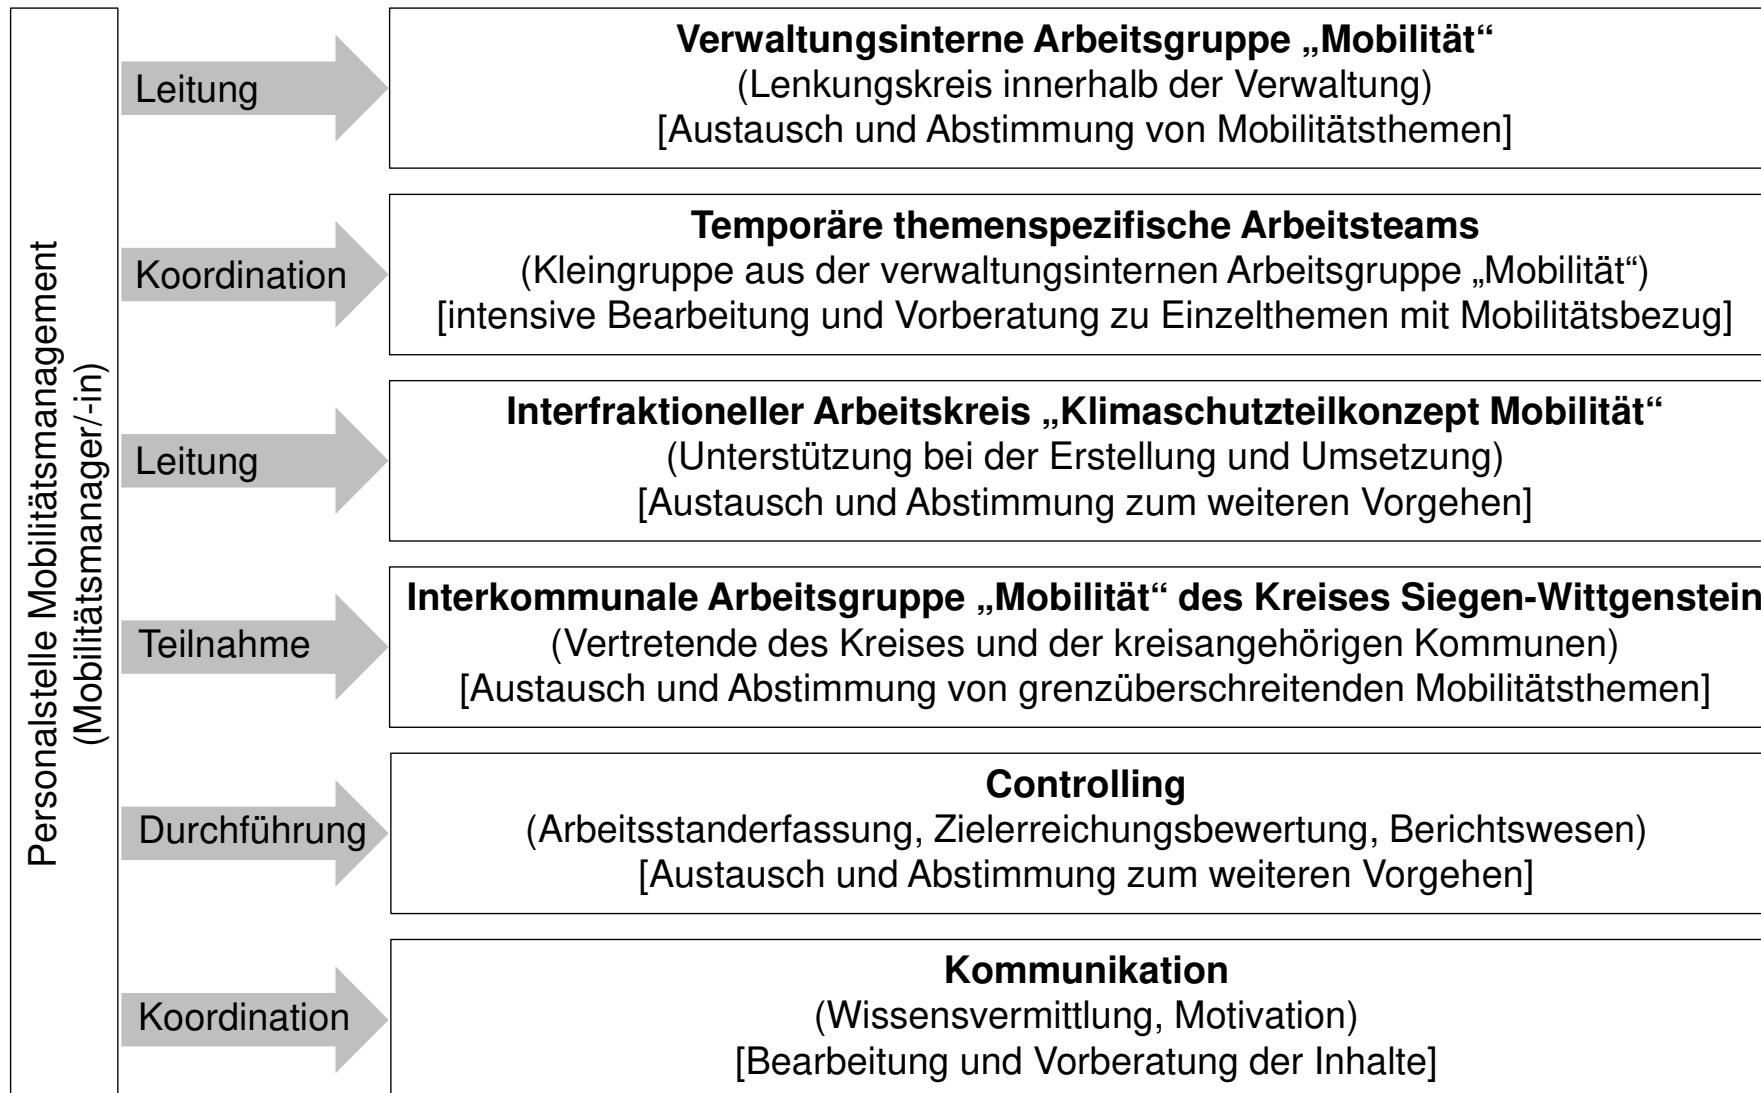 Personalstelle Mobilitätsmanagement
(Mobilitätsmanager/-in)
Leitung
Verwaltungsinterne Arbeitsgruppe „Mobilität“
(Lenkungskreis innerhalb der Verwaltung)
[Austausch und Abstimmung von Mobilitätsthemen]
Koordination
Temporäre themenspezifische Arbeitsteams
(Kleingruppe aus der verwaltungsinternen Arbeitsgruppe „Mobilität“)
[intensive Bearbeitung und Vorberatung zu Einzelthemen mit Mobilitätsbezug]
Leitung
Interfraktioneller Arbeitskreis „Klimaschutzteilkonzept Mobilität“
(Unterstützung bei der Erstellung und Umsetzung)
[Austausch und Abstimmung zum weiteren Vorgehen]
Teilnahme
Interkommunale Arbeitsgruppe „Mobilität“ des Kreises Siegen-Wittgenstein
(Vertretende des Kreises und der kreisangehörigen Kommunen)
[Austausch und Abstimmung von grenzüberschreitenden Mobilitätsthemen]
Durchführung
Controlling
(Arbeitsstanderfassung, Zielerreichungsbewertung, Berichtswesen)
[Austausch und Abstimmung zum weiteren Vorgehen]
Koordination
Kommunikation
(Wissensvermittlung, Motivation)
[Bearbeitung und Vorberatung der Inhalte]